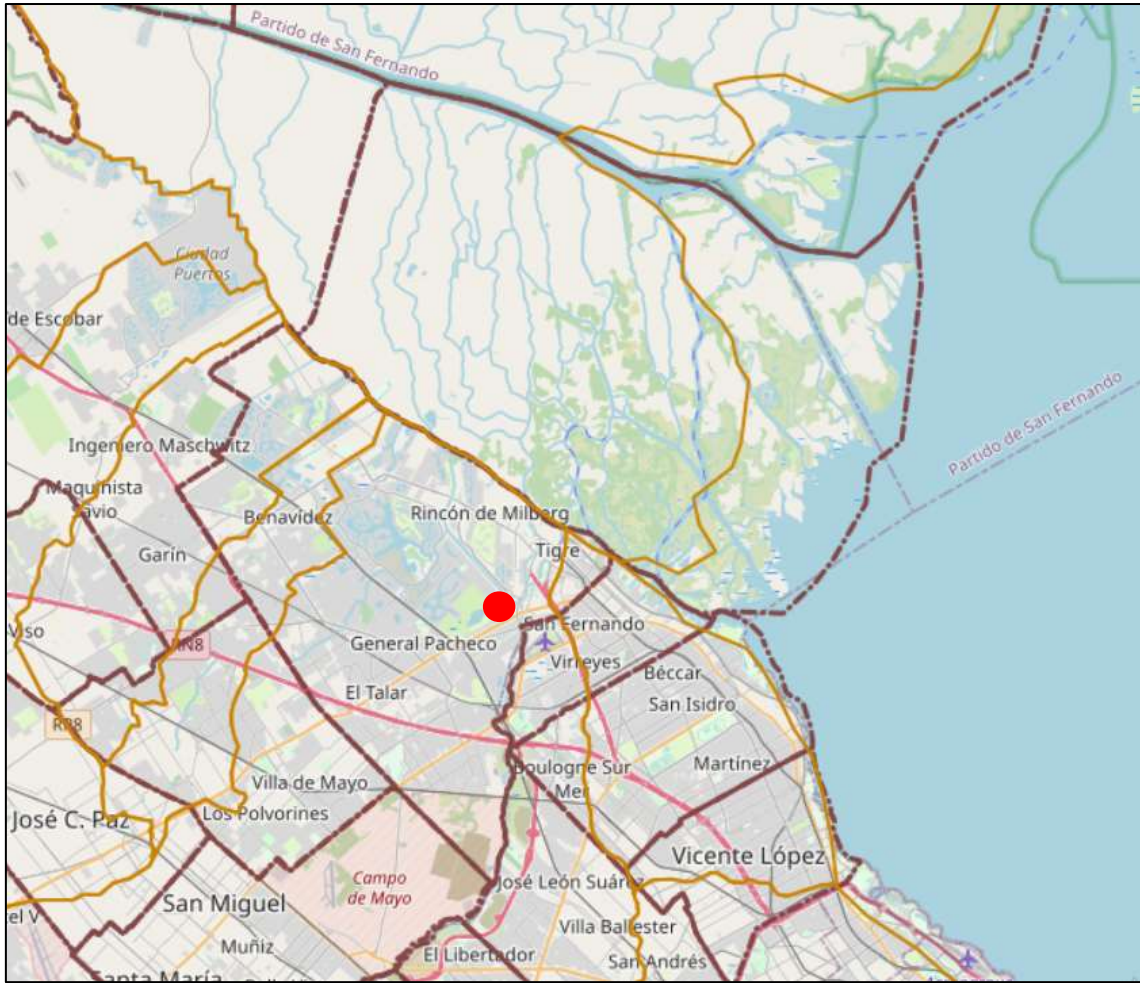 Partido de San Fernando
Ciudad
Puertos
de Escobar
Partido de San Fernando
Ingeniero Maschwitz
Maquinista
Savio
Benavídez
Rincón de Milberg
Garín
Tigre
Viso
RN8
San Fernando
General Pacheco
Virreyes
Béccar
El Talar
San Isidro
RP8
Martínez
Boulogne Sur
Mer
Villa de Mayo
José C. Paz
Los Polvorines
Vicente López
Campo
de Mayo
José León Suárez
San Miguel
Villa Ballester
Muñiz
El Libertador
San Andrés
Santa María